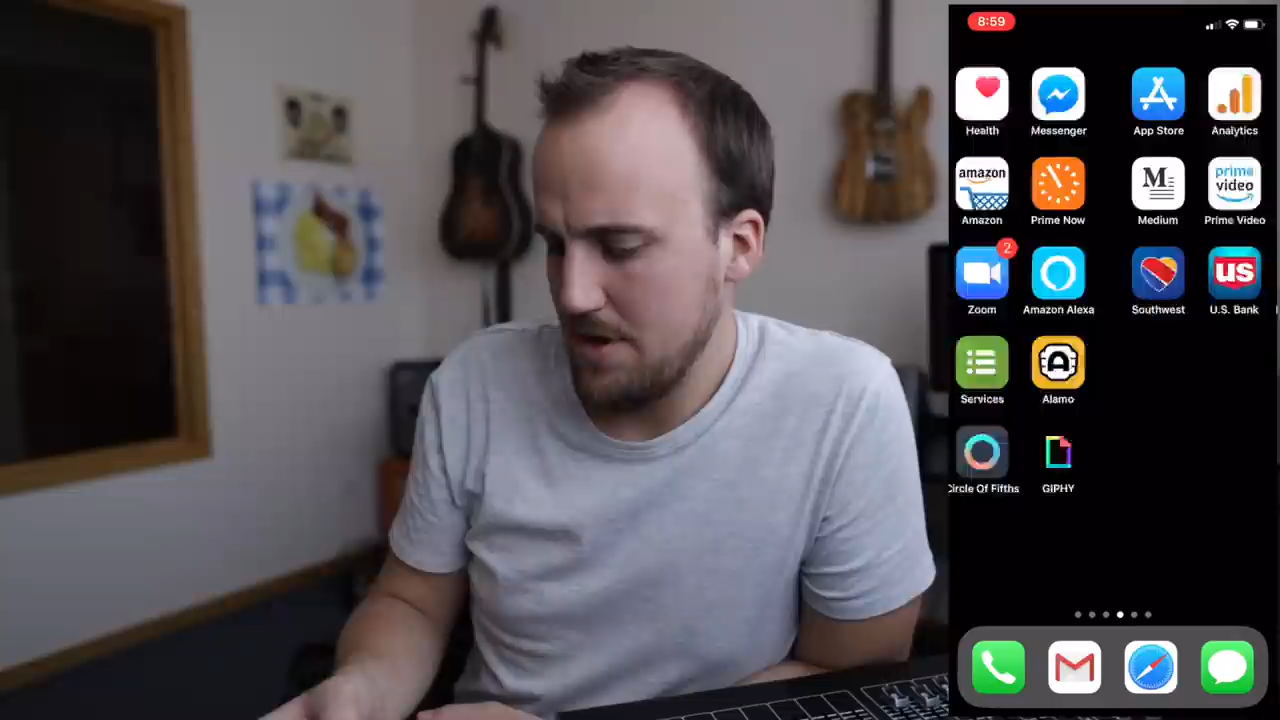 8:59
Health Messenger App Store Analytics
amazon
prime video
Amazon Prime Now Medium Prime Video
2
us
Zoom Amazon Alexa Southwest U.S. Bank
A
Services Alamo
Circle Of Fifths GIPHY